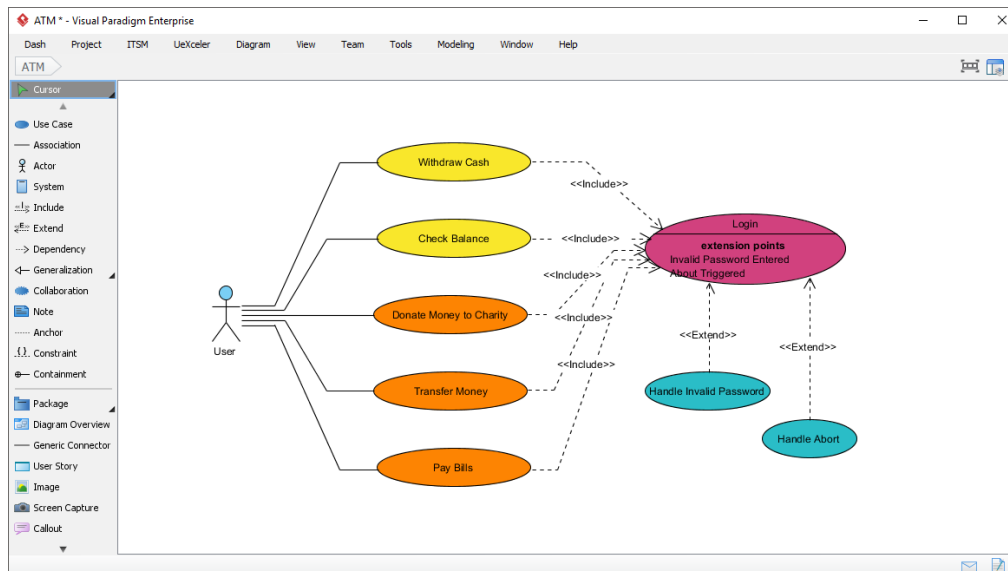 ATM * - Visual Paradigm Enterprise
Dash Project ITSM UeXceler Diagram View Team Tools Modeling Window Help
ATM
Cursor
Use Case
Association
Actor
System
Include
Extend
Dependency
Generalization
Collaboration
Note
Anchor
Constraint
Containment
Package
Diagram Overview
Generic Connector
User Story
Image
Screen Capture
Callout
User
Withdraw Cash
Check Balance
Donate Money to Charity
Transfer Money
Pay Bills
<<Include>>
<<Include>>
<<Include>>
<<Include>>
<<Include>>
Login
extension points
Invalid Password Entered
About Triggered
<<Extend>>
<<Extend>>
Handle Invalid Password
Handle Abort